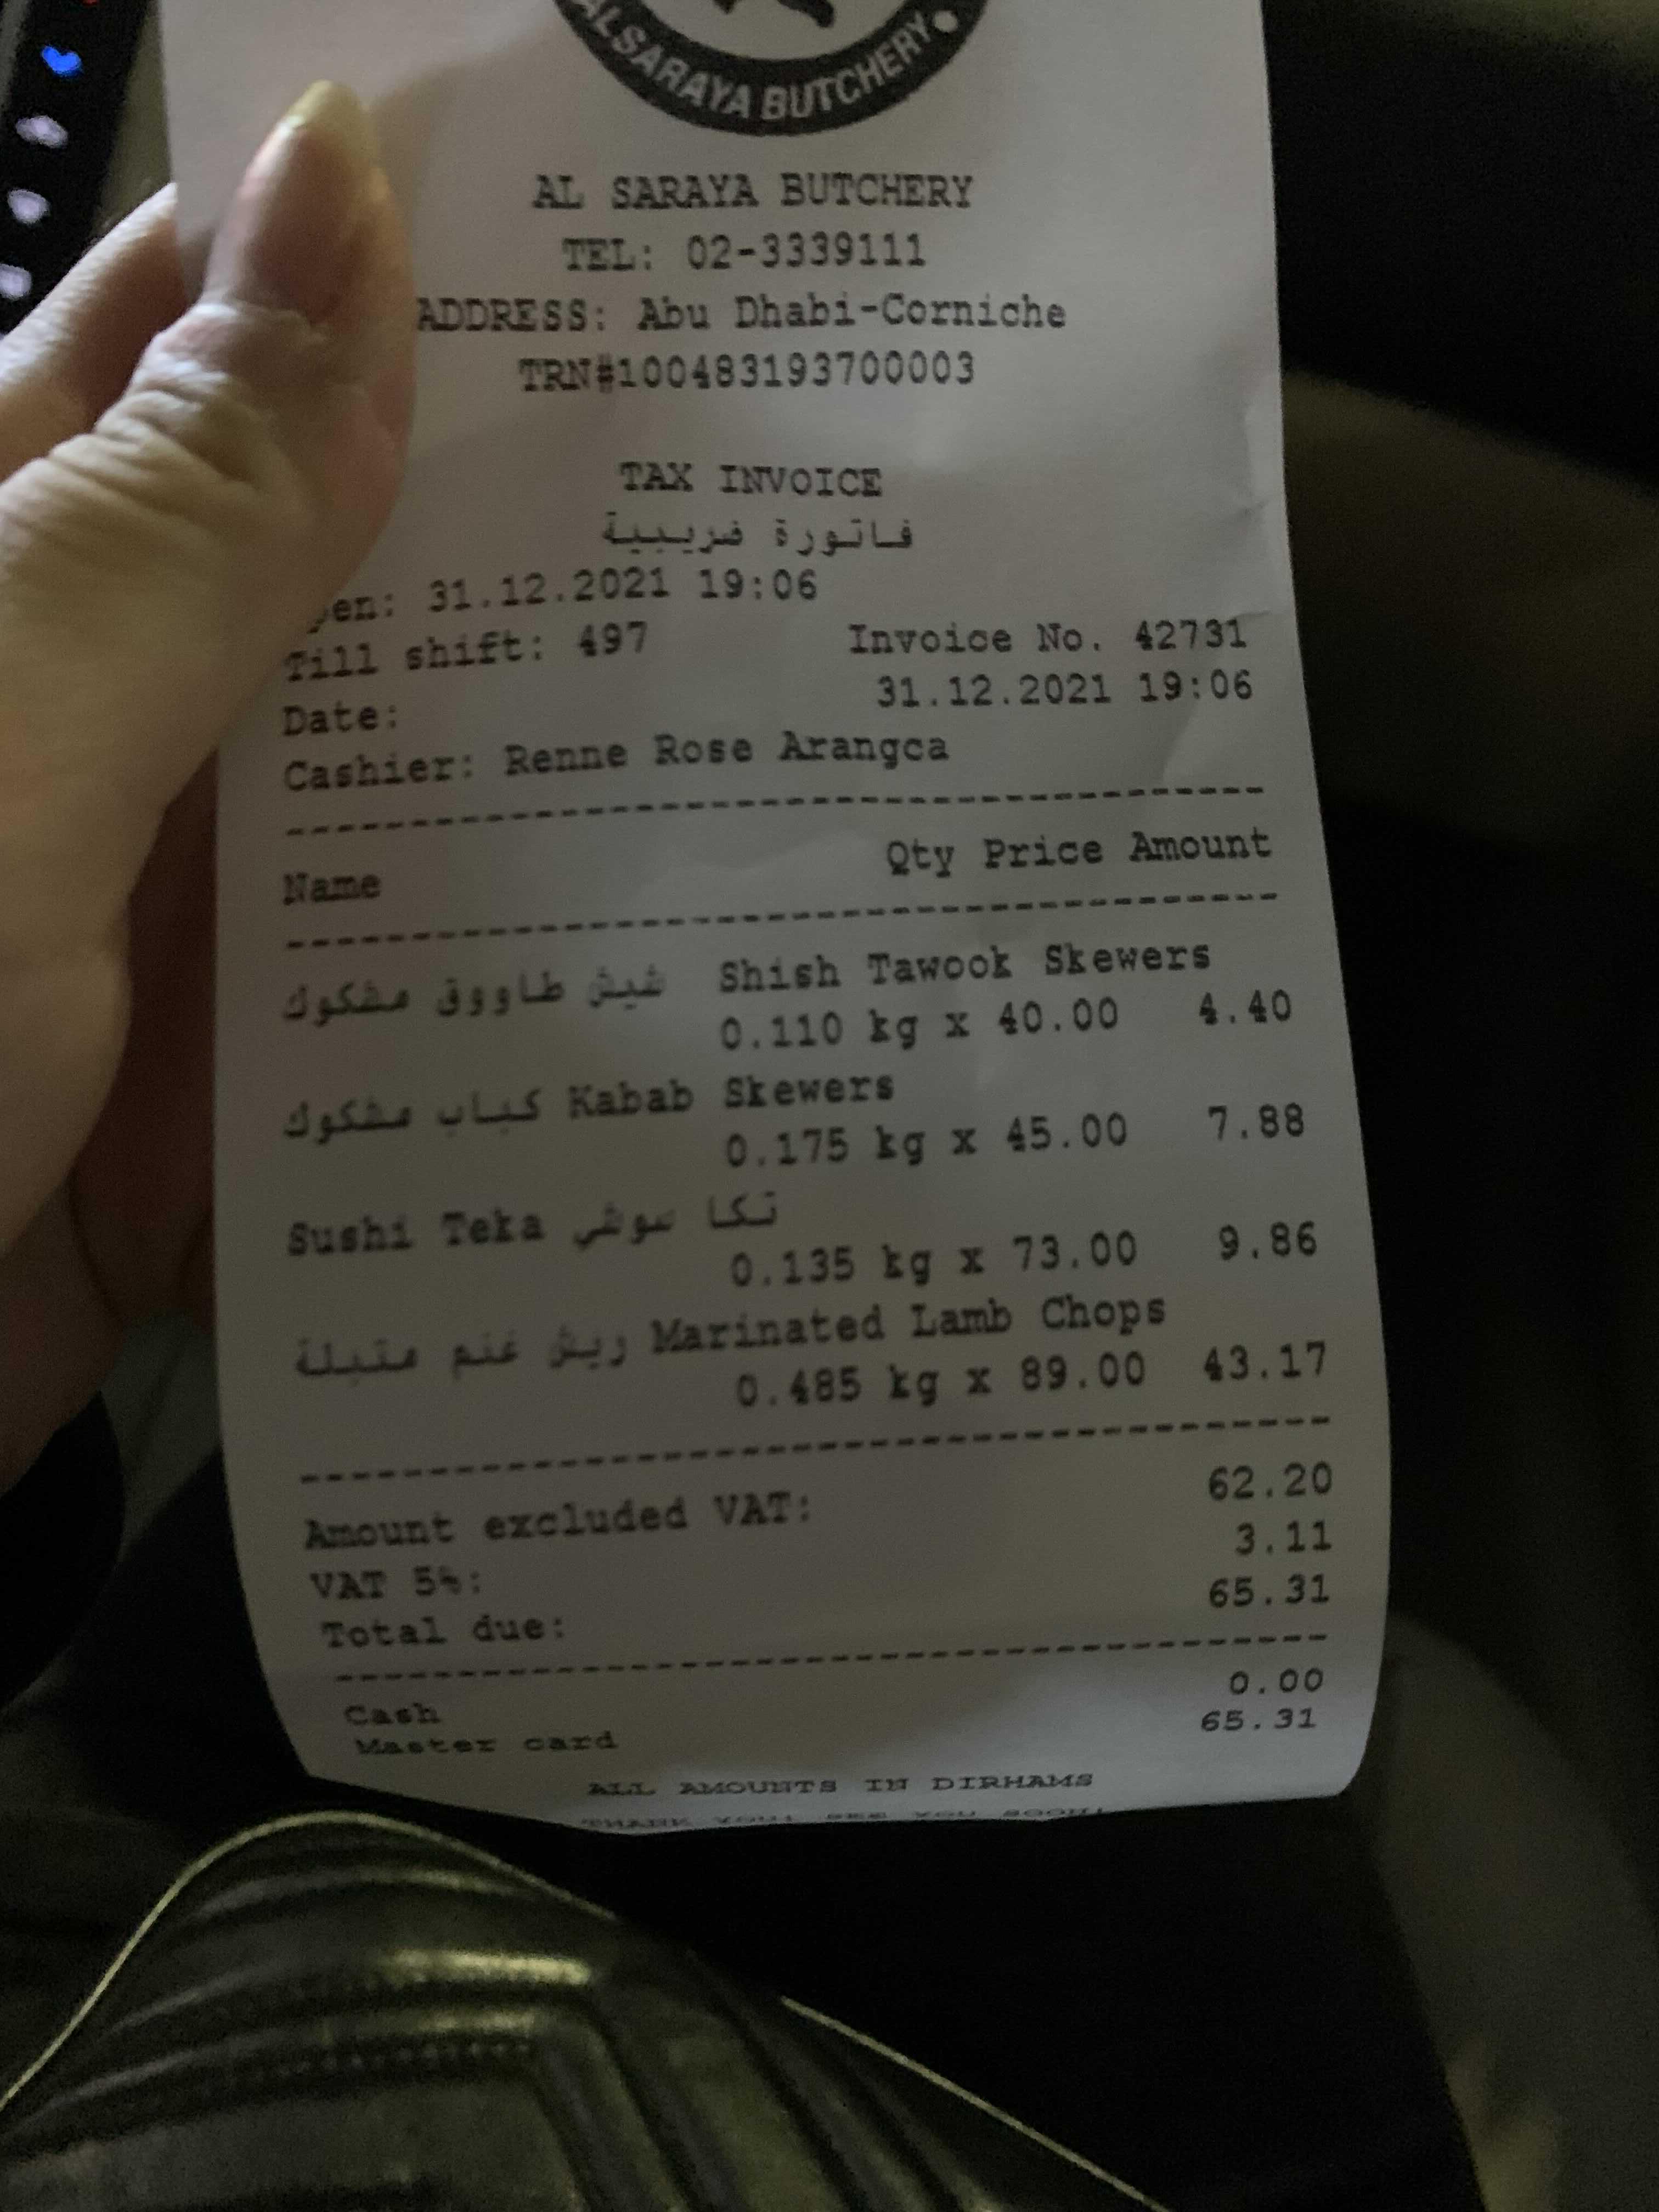 ALSARAYA BUTCHERY
AL SARAYA BUTCHERY
TEL: 02-3339111
ADDRESS: Abu Dhabi-Corniche
TRN#100483193700003
TAX INVOICE
فاتورة ضريبية
en: 31.12.2021 19:06
Till shift: 497 Invoice No. 42731
Date: 31.12.2021 19:06
Cashier: Renne Rose Arangca
Name Qty Price Amount
شيش طاووق مشكوك Shish Tawook Skewers
0.110 kg x 40.00 4.40
كباب مشكوك Kabab Skewers
0.175 kg x 45.00 7.88
Sushi Teka تكا سوشي
0.135 kg x 73.00 9.86
ريش غنم متبلة Marinated Lamb Chops
0.485 kg x 89.00 43.17
Amount excluded VAT: 62.20
VAT 5%: 3.11
Total due: 65.31
Cash 0.00
Master card 65.31
ALL AMOUNTS IN DIRHAMS
THANK YOU! SEE YOU SOON!